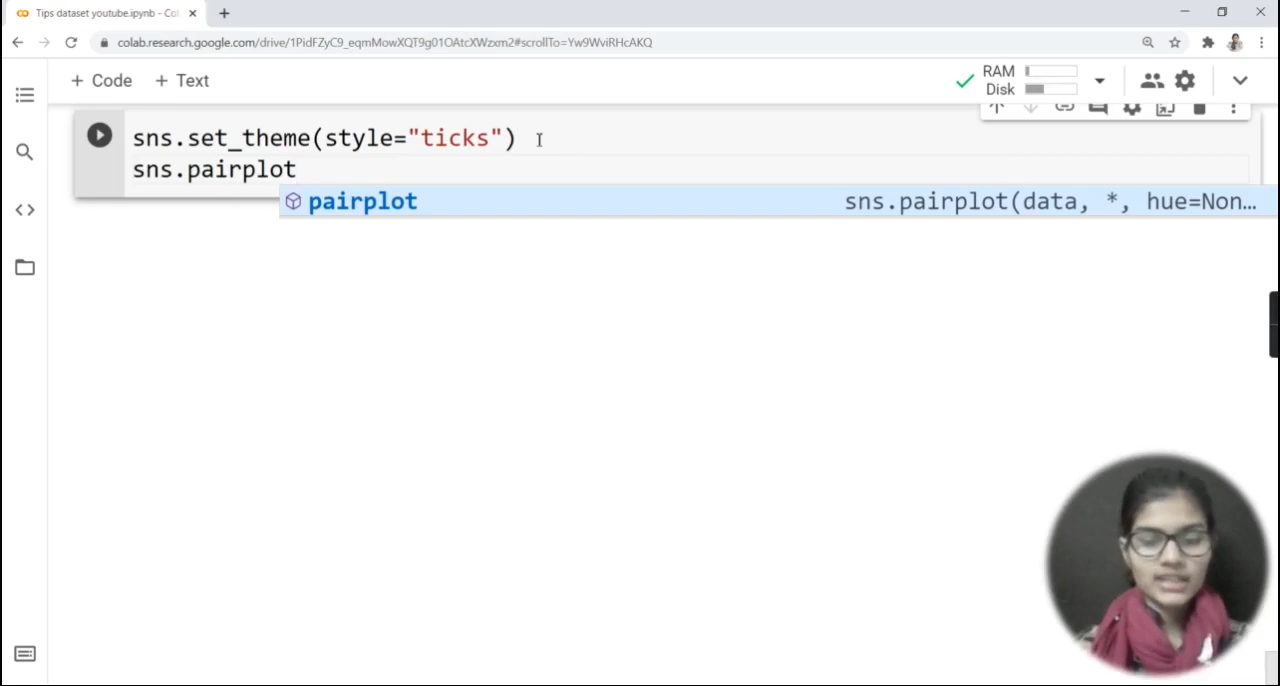 Tips dataset youtube.ipynb - Col
colab.research.google.com/drive/1PidFZyC9_eqmMowXQT9g01OAtcXWzxm2#scrollTo=Yw9WviRHcAKQ
+ Code + Text
RAM
Disk
sns.set_theme(style="ticks")
sns.pairplot
pairplot sns.pairplot(data, *, hue=Non…